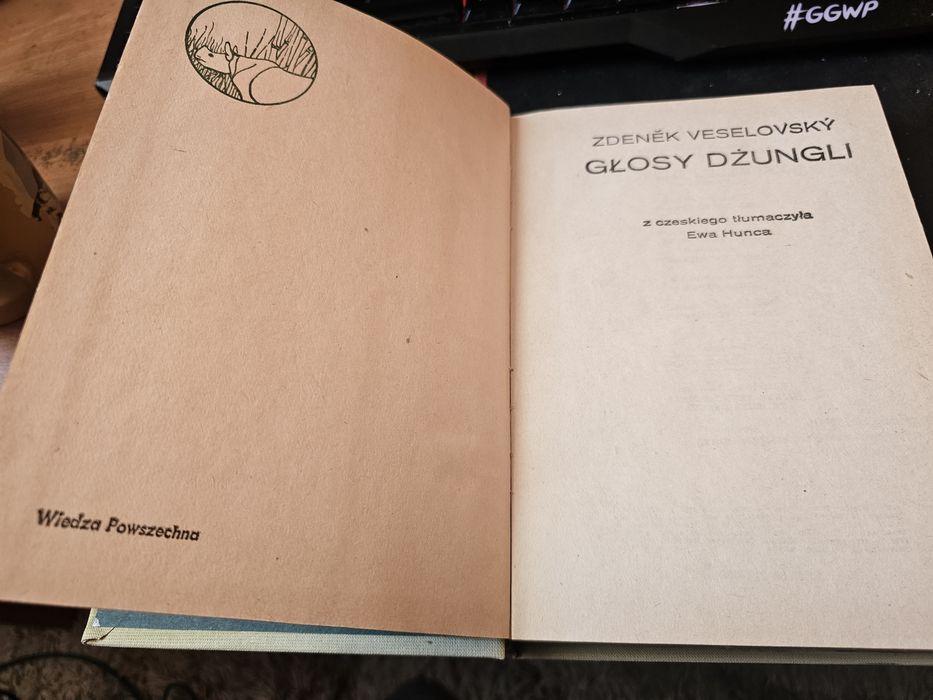 #GGWP
Wiedza Powszechna
ZDENĚK VESELOVSKÝ
GŁOSY DŻUNGLI
z czeskiego tłumaczyła
Ewa Hunca